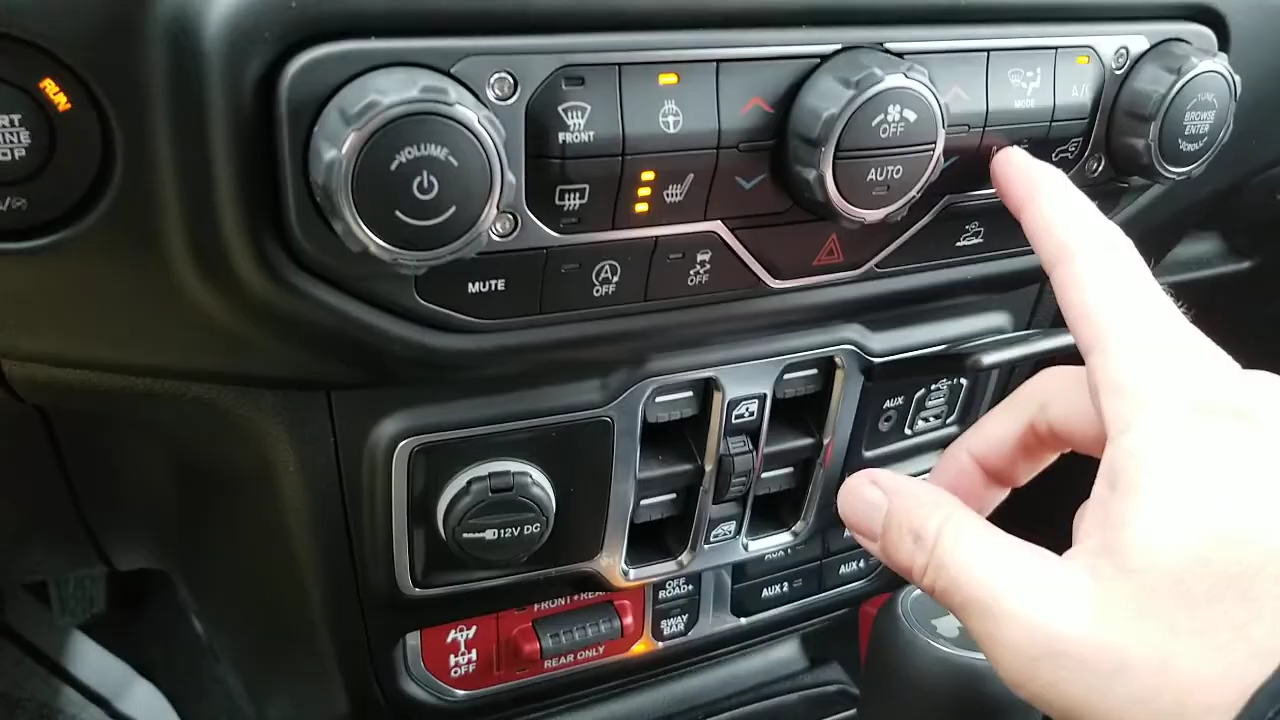 RUN
VOLUME
FRONT
OFF
AUTO
MODE
A/
TUNE
BROWSE
ENTER
SCROLL
MUTE
A
OFF
OFF
AUX
12V DC
AUX 2
AUX 4
OFF
ROAD+
SWAY
BAR
FRONT+REAR
REAR ONLY
OFF